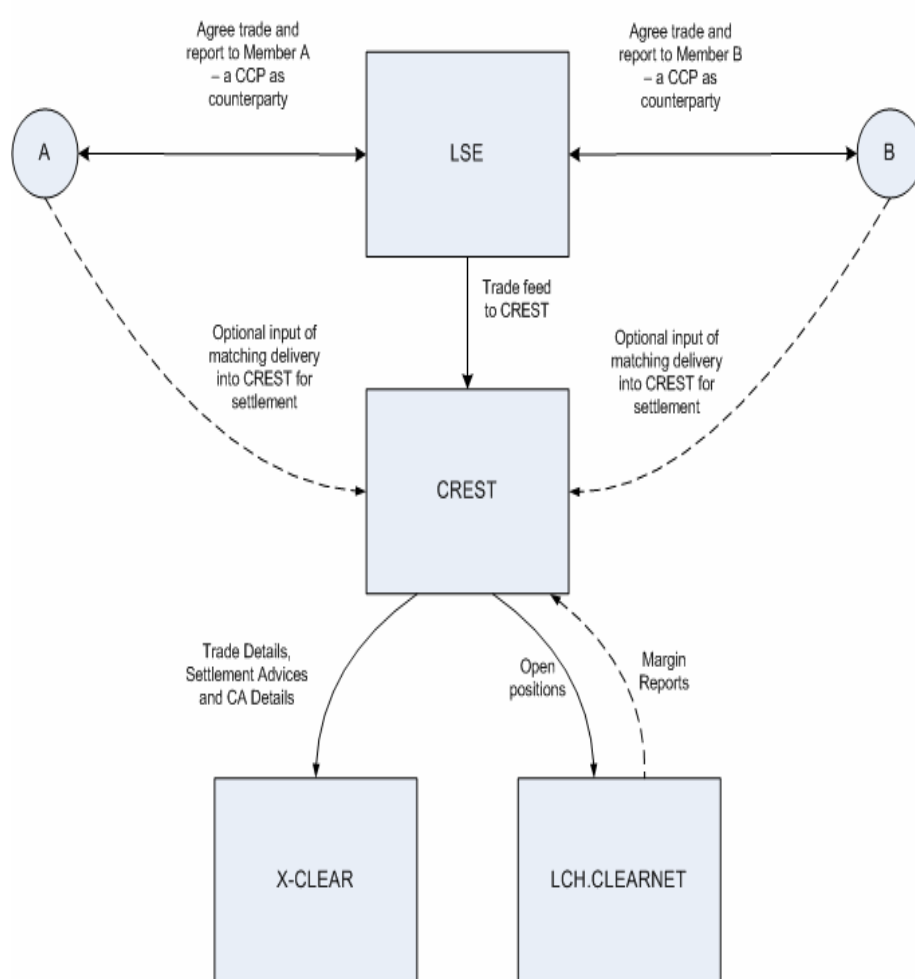 Agree trade and
report to Member A
– a CCP as
counterparty
Agree trade and
report to Member B
– a CCP as
counterparty
A
LSE
B
Trade feed
to CREST
Optional input of
matching delivery
into CREST for
settlement
Optional input of
matching delivery
into CREST for
settlement
CREST
Trade Details,
Settlement Advices
and CA Details
Open
positions
Margin
Reports
X-CLEAR
LCH.CLEARNET